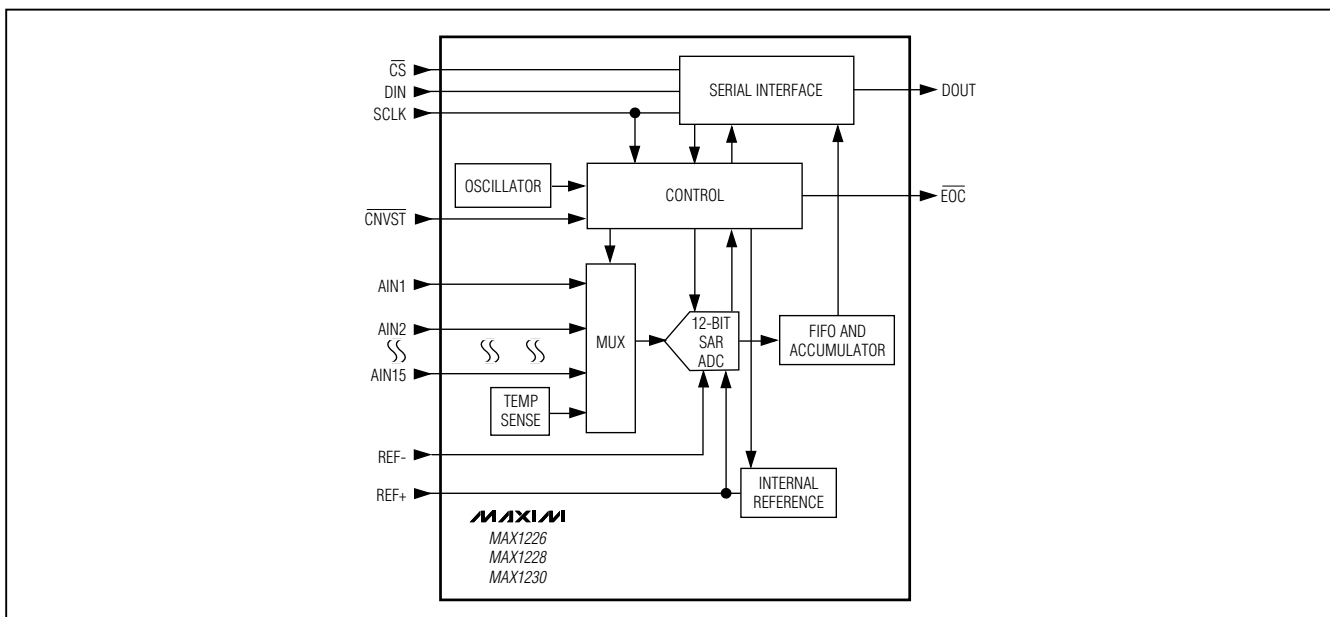 CS
DIN
SCLK
SERIAL INTERFACE
DOUT
OSCILLATOR
CONTROL
EOC
CNVST
AIN1
AIN2
AIN15
MUX
12-BIT
SAR
ADC
FIFO AND
ACCUMULATOR
TEMP
SENSE
REF-
REF+
INTERNAL
REFERENCE
MAXIM
MAX1226
MAX1228
MAX1230